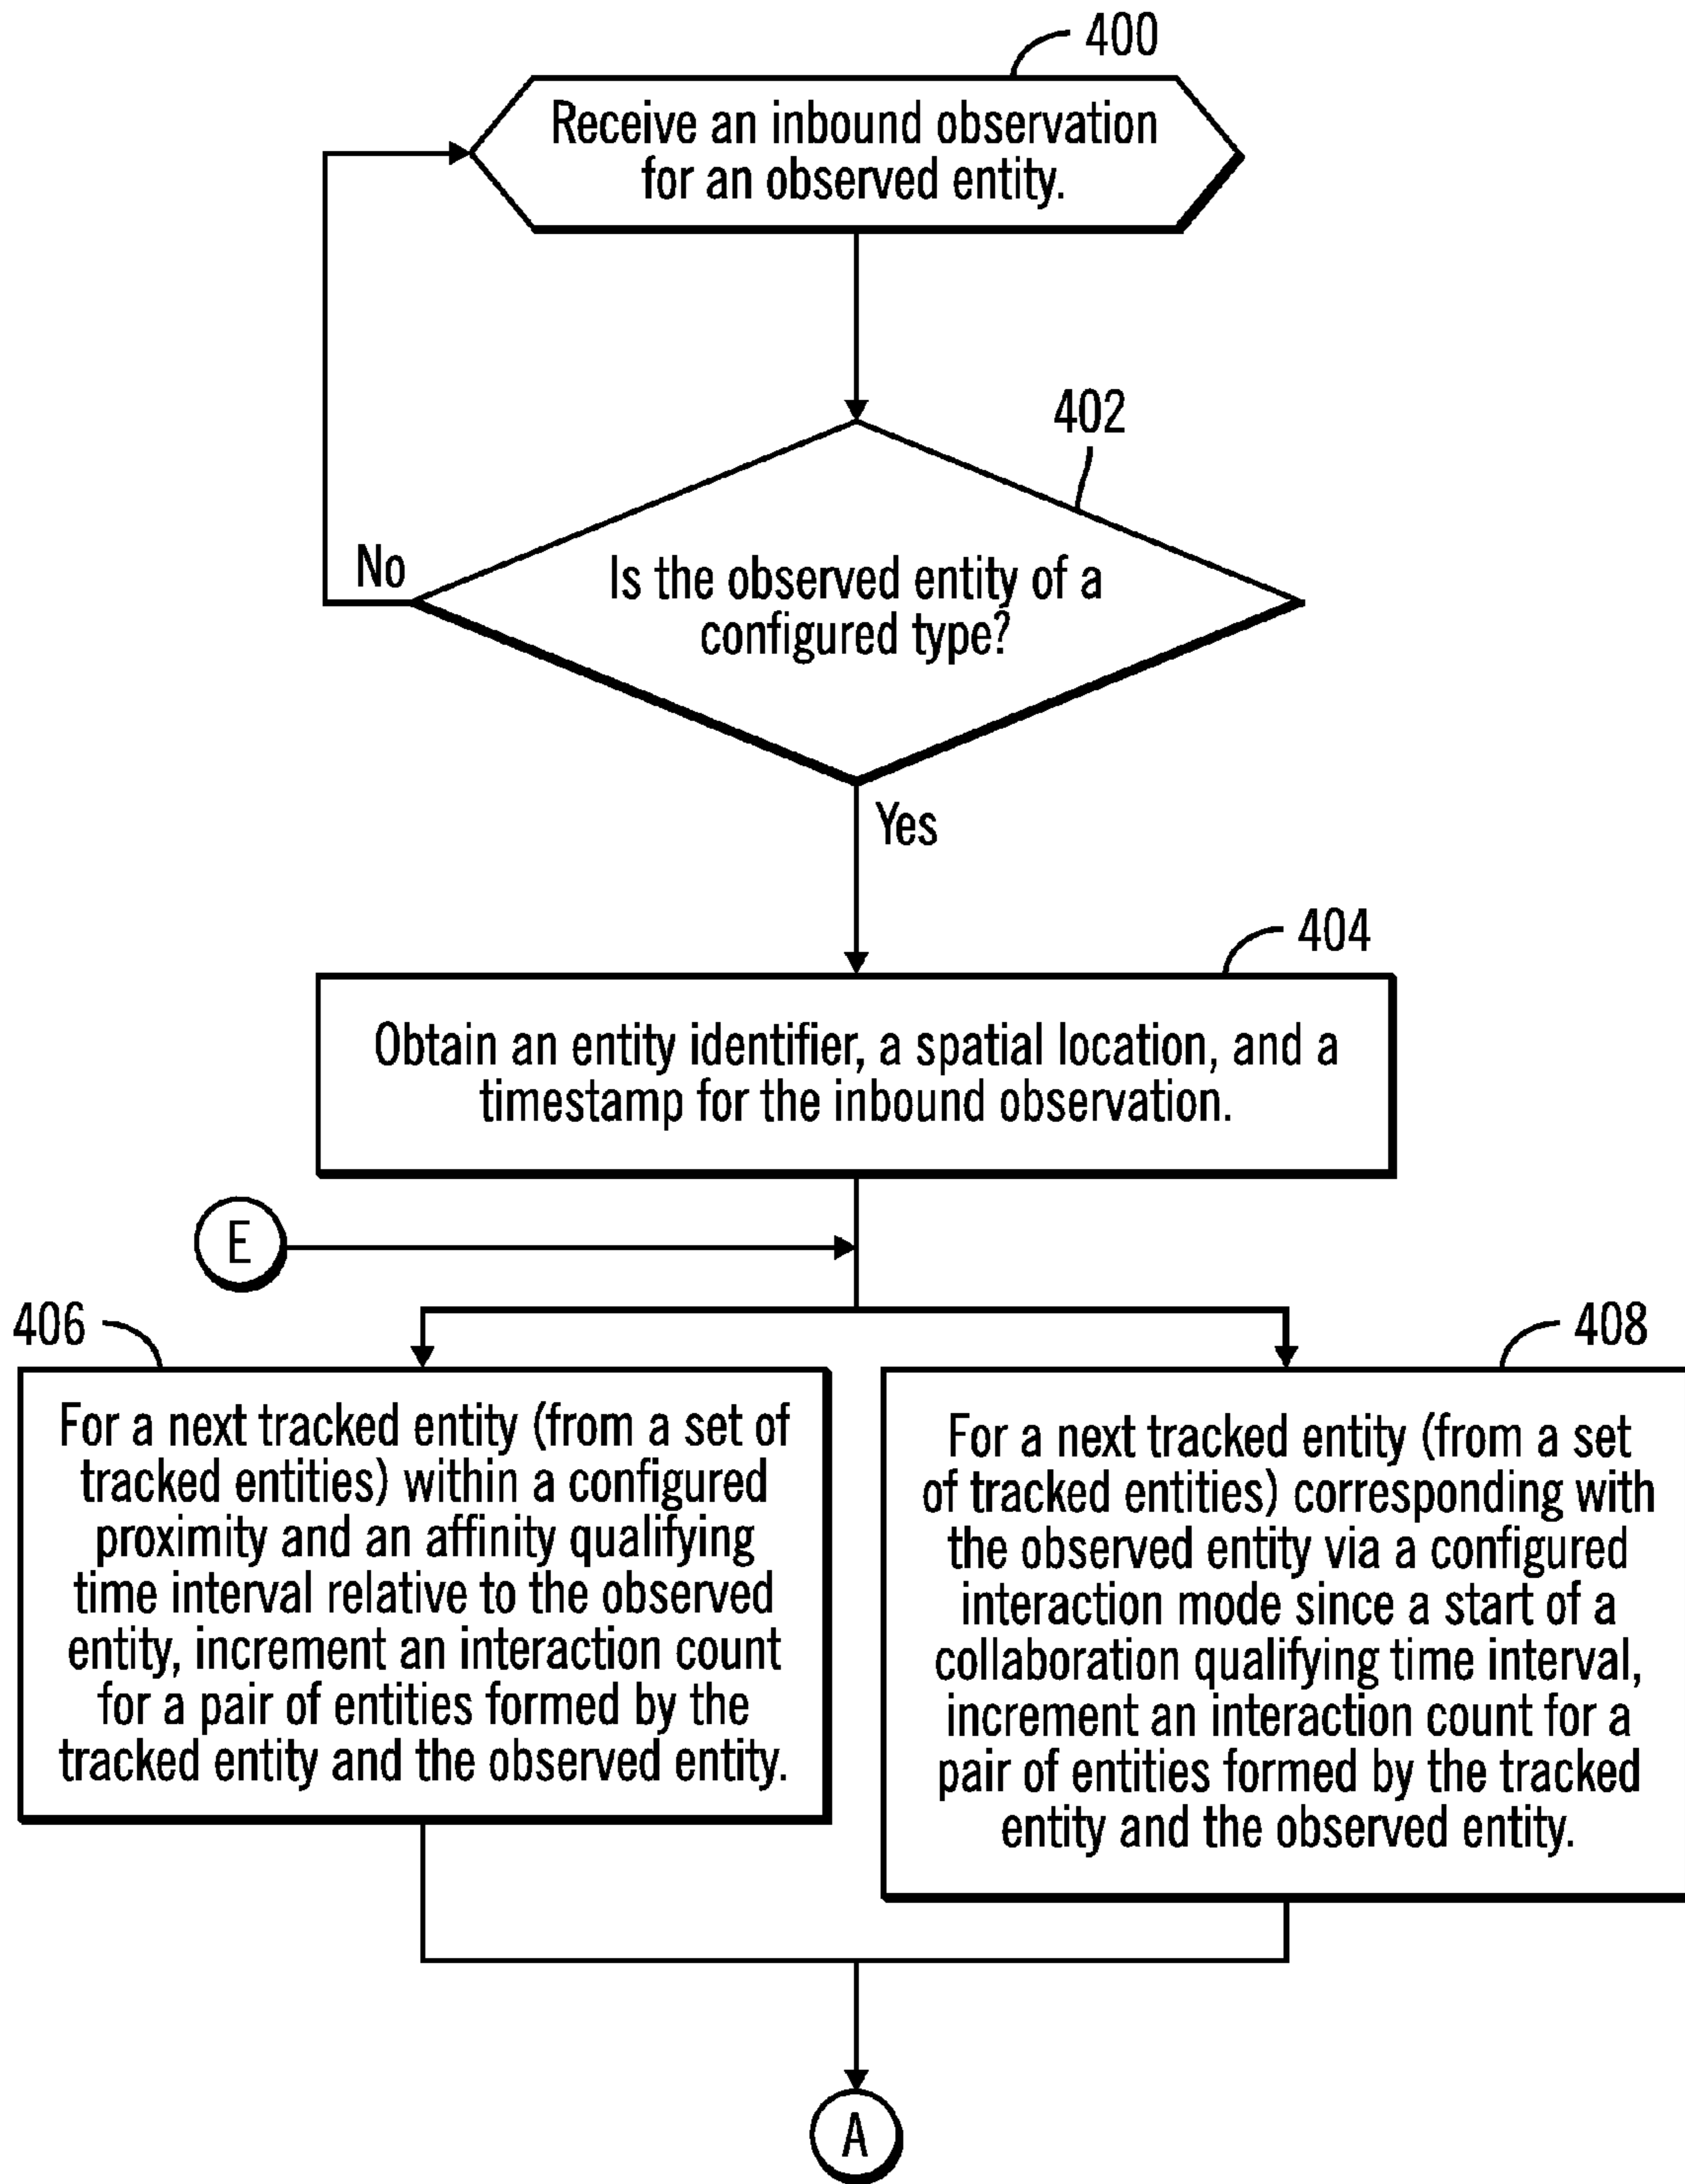 400
Receive an inbound observation
for an observed entity.
402
No
Is the observed entity of a
configured type?
Yes
404
Obtain an entity identifier, a spatial location, and a
timestamp for the inbound observation.
E
406
For a next tracked entity (from a set of
tracked entities) within a configured
proximity and an affinity qualifying
time interval relative to the observed
entity, increment an interaction count
for a pair of entities formed by the
tracked entity and the observed entity.
408
For a next tracked entity (from a set
of tracked entities) corresponding with
the observed entity via a configured
interaction mode since a start of a
collaboration qualifying time interval,
increment an interaction count for a
pair of entities formed by the tracked
entity and the observed entity.
A